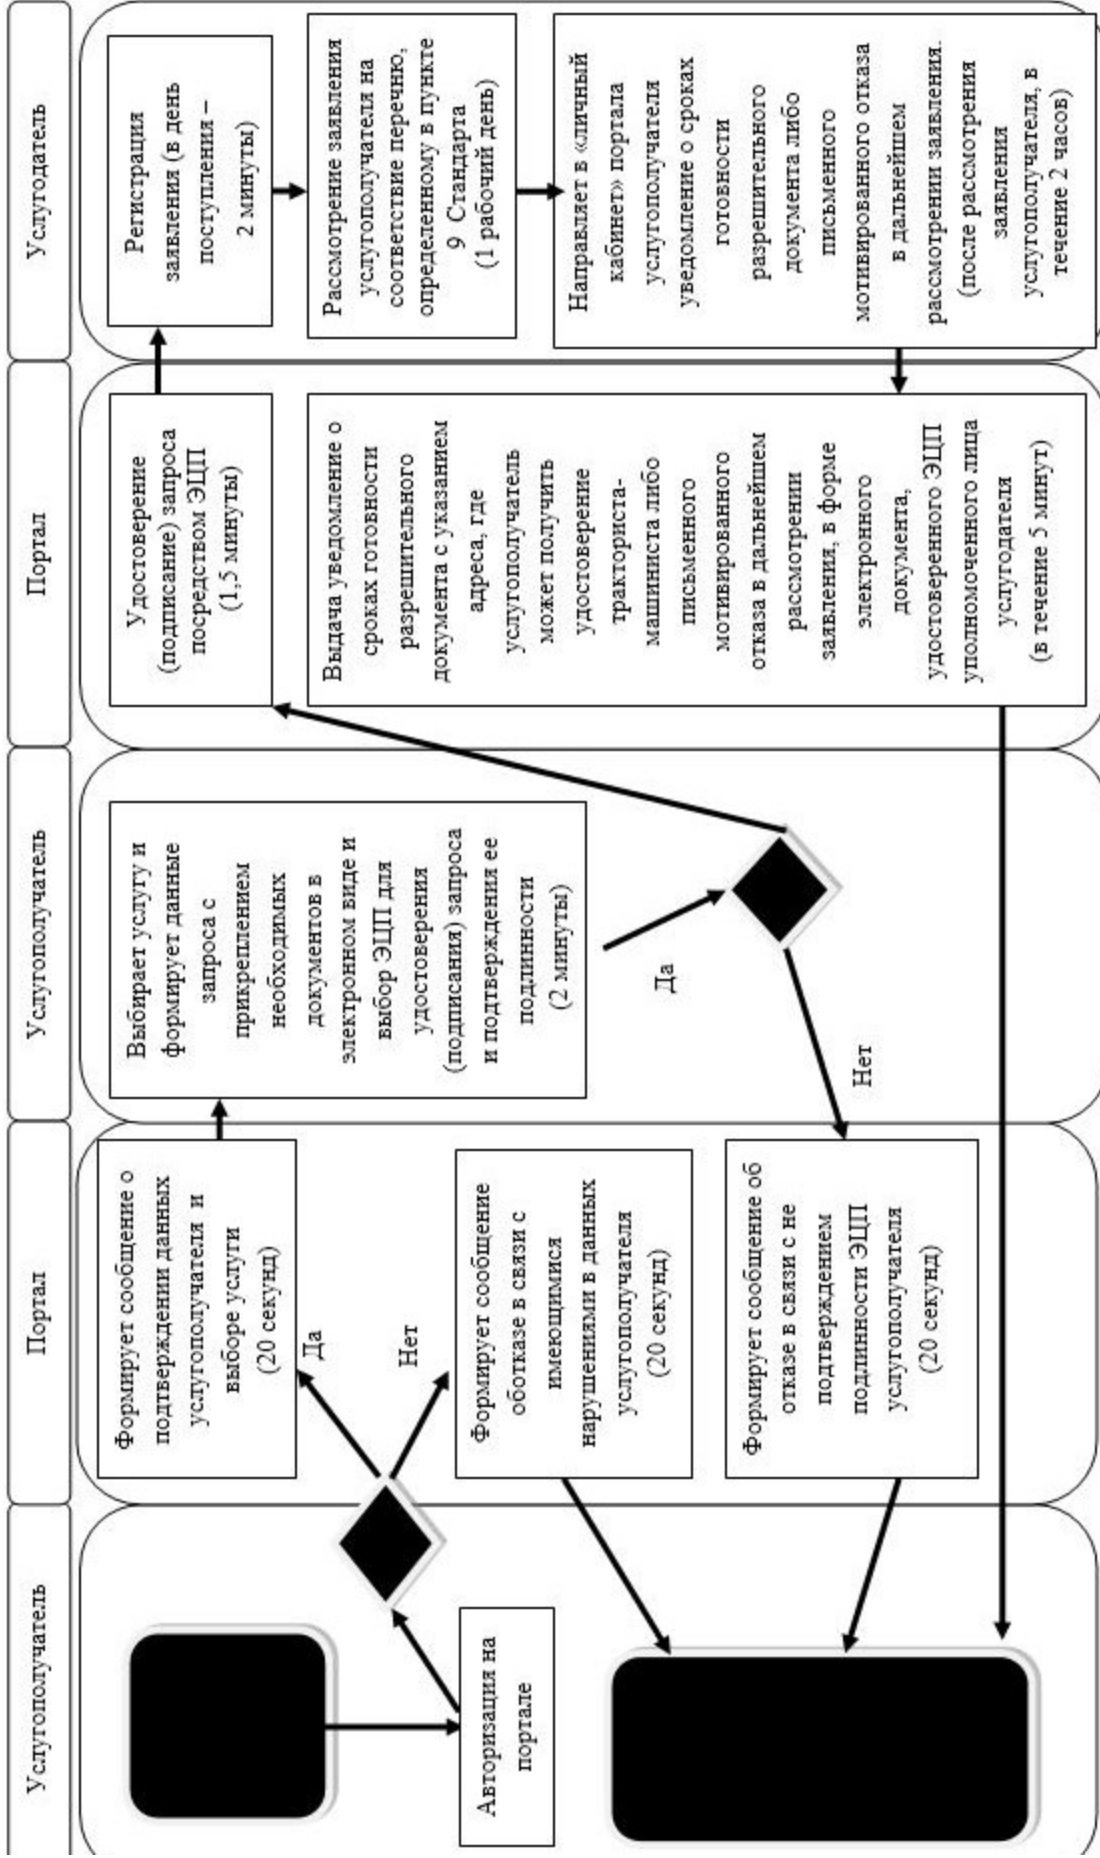 Услугополучатель
Портал
Услугополучатель
Портал
Услугодатель
Авторизация на
портале
Формирует сообщение о
подтверждении данных
услугополучателя и
выборе услуги
(20 секунд)
Да
Нет
Формирует сообщение
оботказе в связи с
имеющимися
нарушениями в данных
услугополучателя
(20 секунд)
Формирует сообщение об
отказе в связи с не
подтверждением
подлинности ЭЦП
услугополучателя
(20 секунд)
Выбирает услугу и
формирует данные
запроса с
прикреплением
необходимых
документов в
электронном виде и
выбор ЭЦП для
удостоверения
(подписания) запроса
и подтверждения ее
подлинности
(2 минуты)
Да
Нет
Удостоверение
(подписание) запроса
посредством ЭЦП
(1,5 минуты)
Выдача уведомление о
сроках готовности
разрешительного
документа с указанием
адреса, где
услугополучатель
может получить
удостоверение
тракториста-
машиниста либо
письменного
мотивированного
отказа в дальнейшем
рассмотрении
заявления, в форме
электронного
документа,
удостоверенного ЭЦП
уполномоченного лица
услугодателя
(в течение 5 минут)
Регистрация
заявления (в день
поступления –
2 минуты)
Рассмотрение заявления
услугополучателя на
соответствие перечню,
определенному в пункте
9 Стандарта
(1 рабочий день)
Направляет в «личный
кабинет» портала
услугополучателя
уведомление о сроках
готовности
разрешительного
документа либо
письменного
мотивированного отказа
в дальнейшем
рассмотрении заявления.
(после рассмотрения
заявления
услугополучателя, в
течение 2 часов)